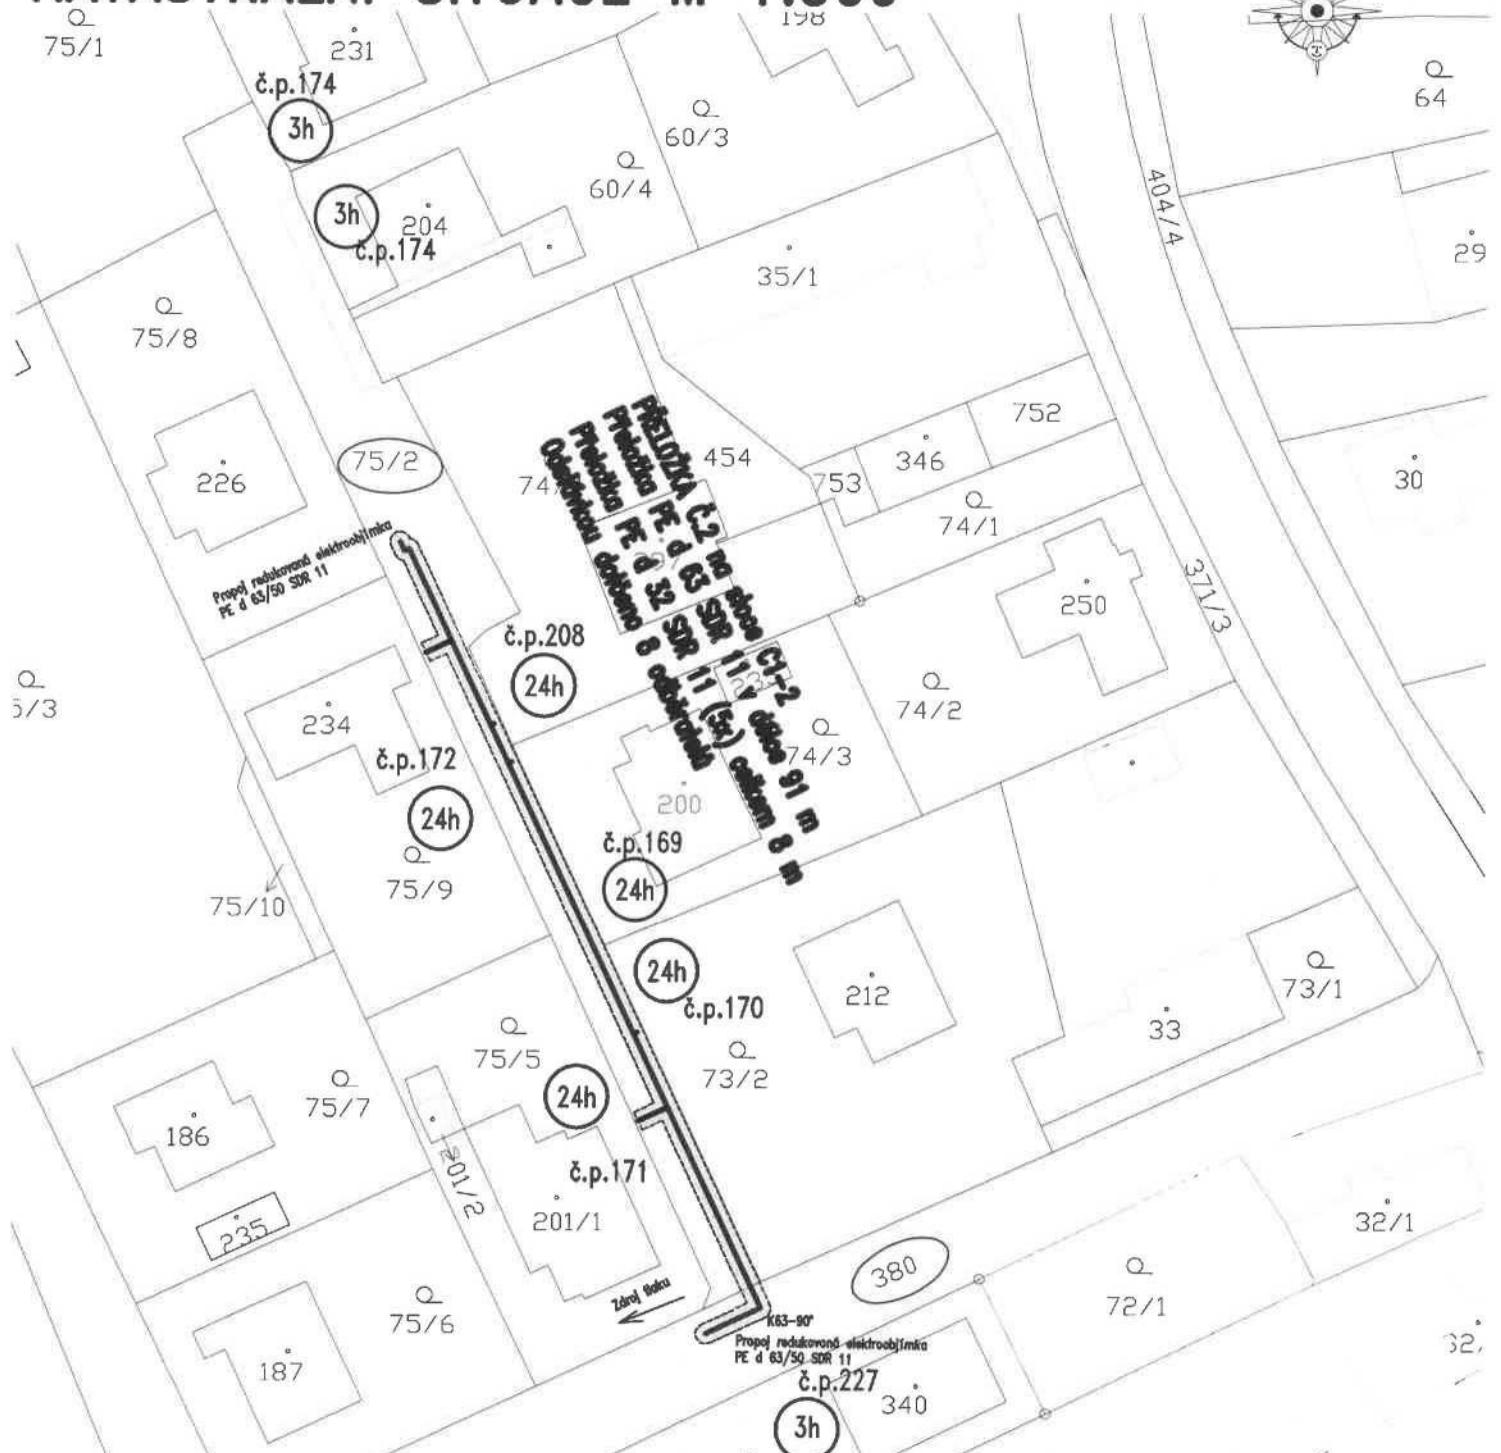 198
75/1
231
č.p.174
3h
64
60/3
60/4
3h
204
č.p.174
404/4
29
35/1
75/8
752
454
346
753
75/2
226
747
74/1
30
PŘELOŽKA Č.2 na obce C1-2
Přeložka PE d 63 SDR 11 v délce 91 m
Přeložka PE d 32 SDR 11 (5x) celkem 8 m
dotčeno 8 odběratelů
Propoj redukovaná elektroobjímka
PE d 63/50 SDR 11
250
371/3
č.p.208
24h
234
74/2
74/3
č.p.172
24h
200
č.p.169
24h
75/9
75/10
24h
č.p.170
212
73/1
33
75/5
73/2
24h
75/7
186
č.p.171
201/2
201/1
235
32/1
380
75/6
72/1
Zdroj tlaku
K63-90°
Propoj redukovaná elektroobjímka
PE d 63/50 SDR 11
187
č.p.227
340
3h